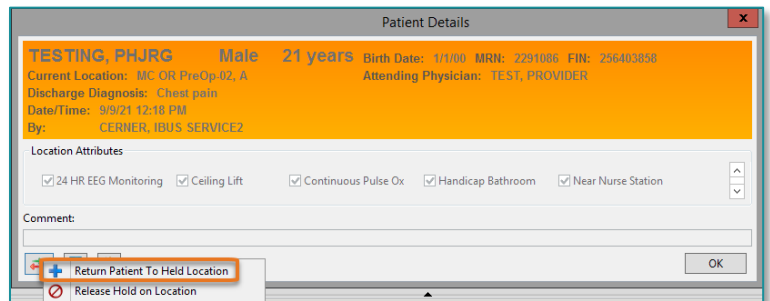 Patient Details
x
TESTING, PHJRG Male 21 years Birth Date: 1/1/00 MRN: 2291086 FIN: 256403858
Current Location: MC OR PreOp-02, A Attending Physician: TEST, PROVIDER
Discharge Diagnosis: Chest pain
Date/Time: 9/9/21 12:18 PM
By: CERNER, IBUS SERVICE2
Location Attributes
24 HR EEG Monitoring Ceiling Lift Continuous Pulse Ox Handicap Bathroom Near Nurse Station
Comment:
OK
Return Patient To Held Location
Release Hold on Location